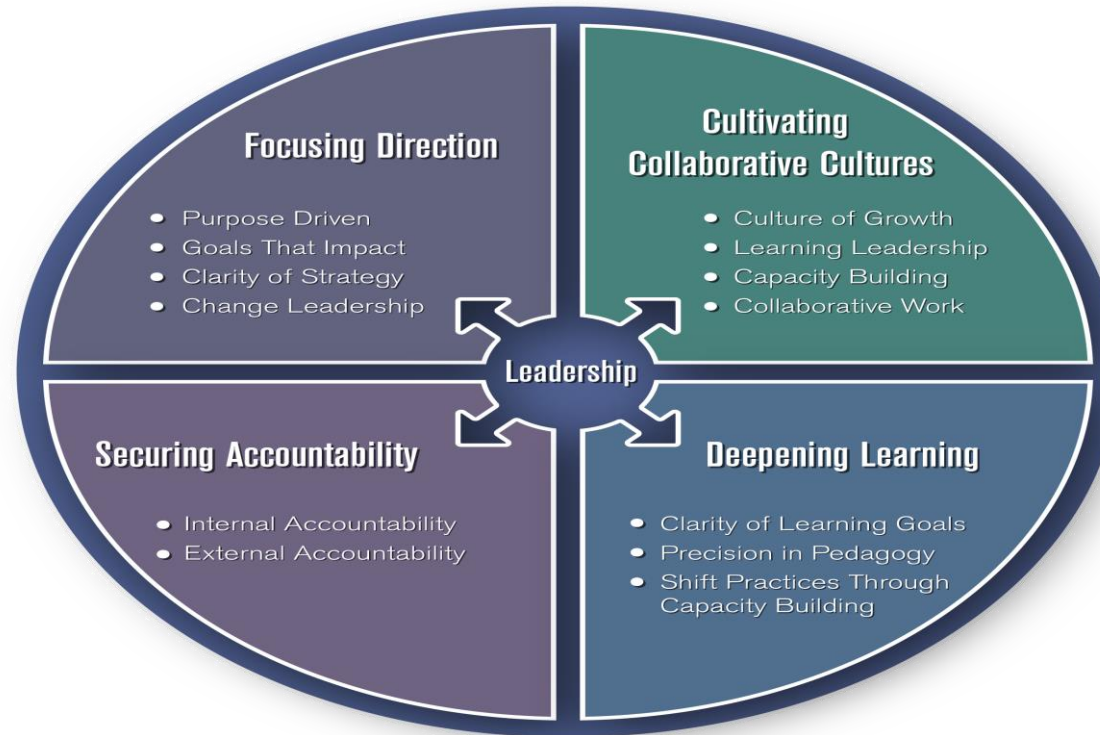 Focusing Direction
• Purpose Driven
• Goals That Impact
• Clarity of Strategy
• Change Leadership
Cultivating
Collaborative Cultures
• Culture of Growth
• Learning Leadership
• Capacity Building
• Collaborative Work
Leadership
Securing Accountability
• Internal Accountability
• External Accountability
Deepening Learning
• Clarity of Learning Goals
• Precision in Pedagogy
• Shift Practices Through
Capacity Building